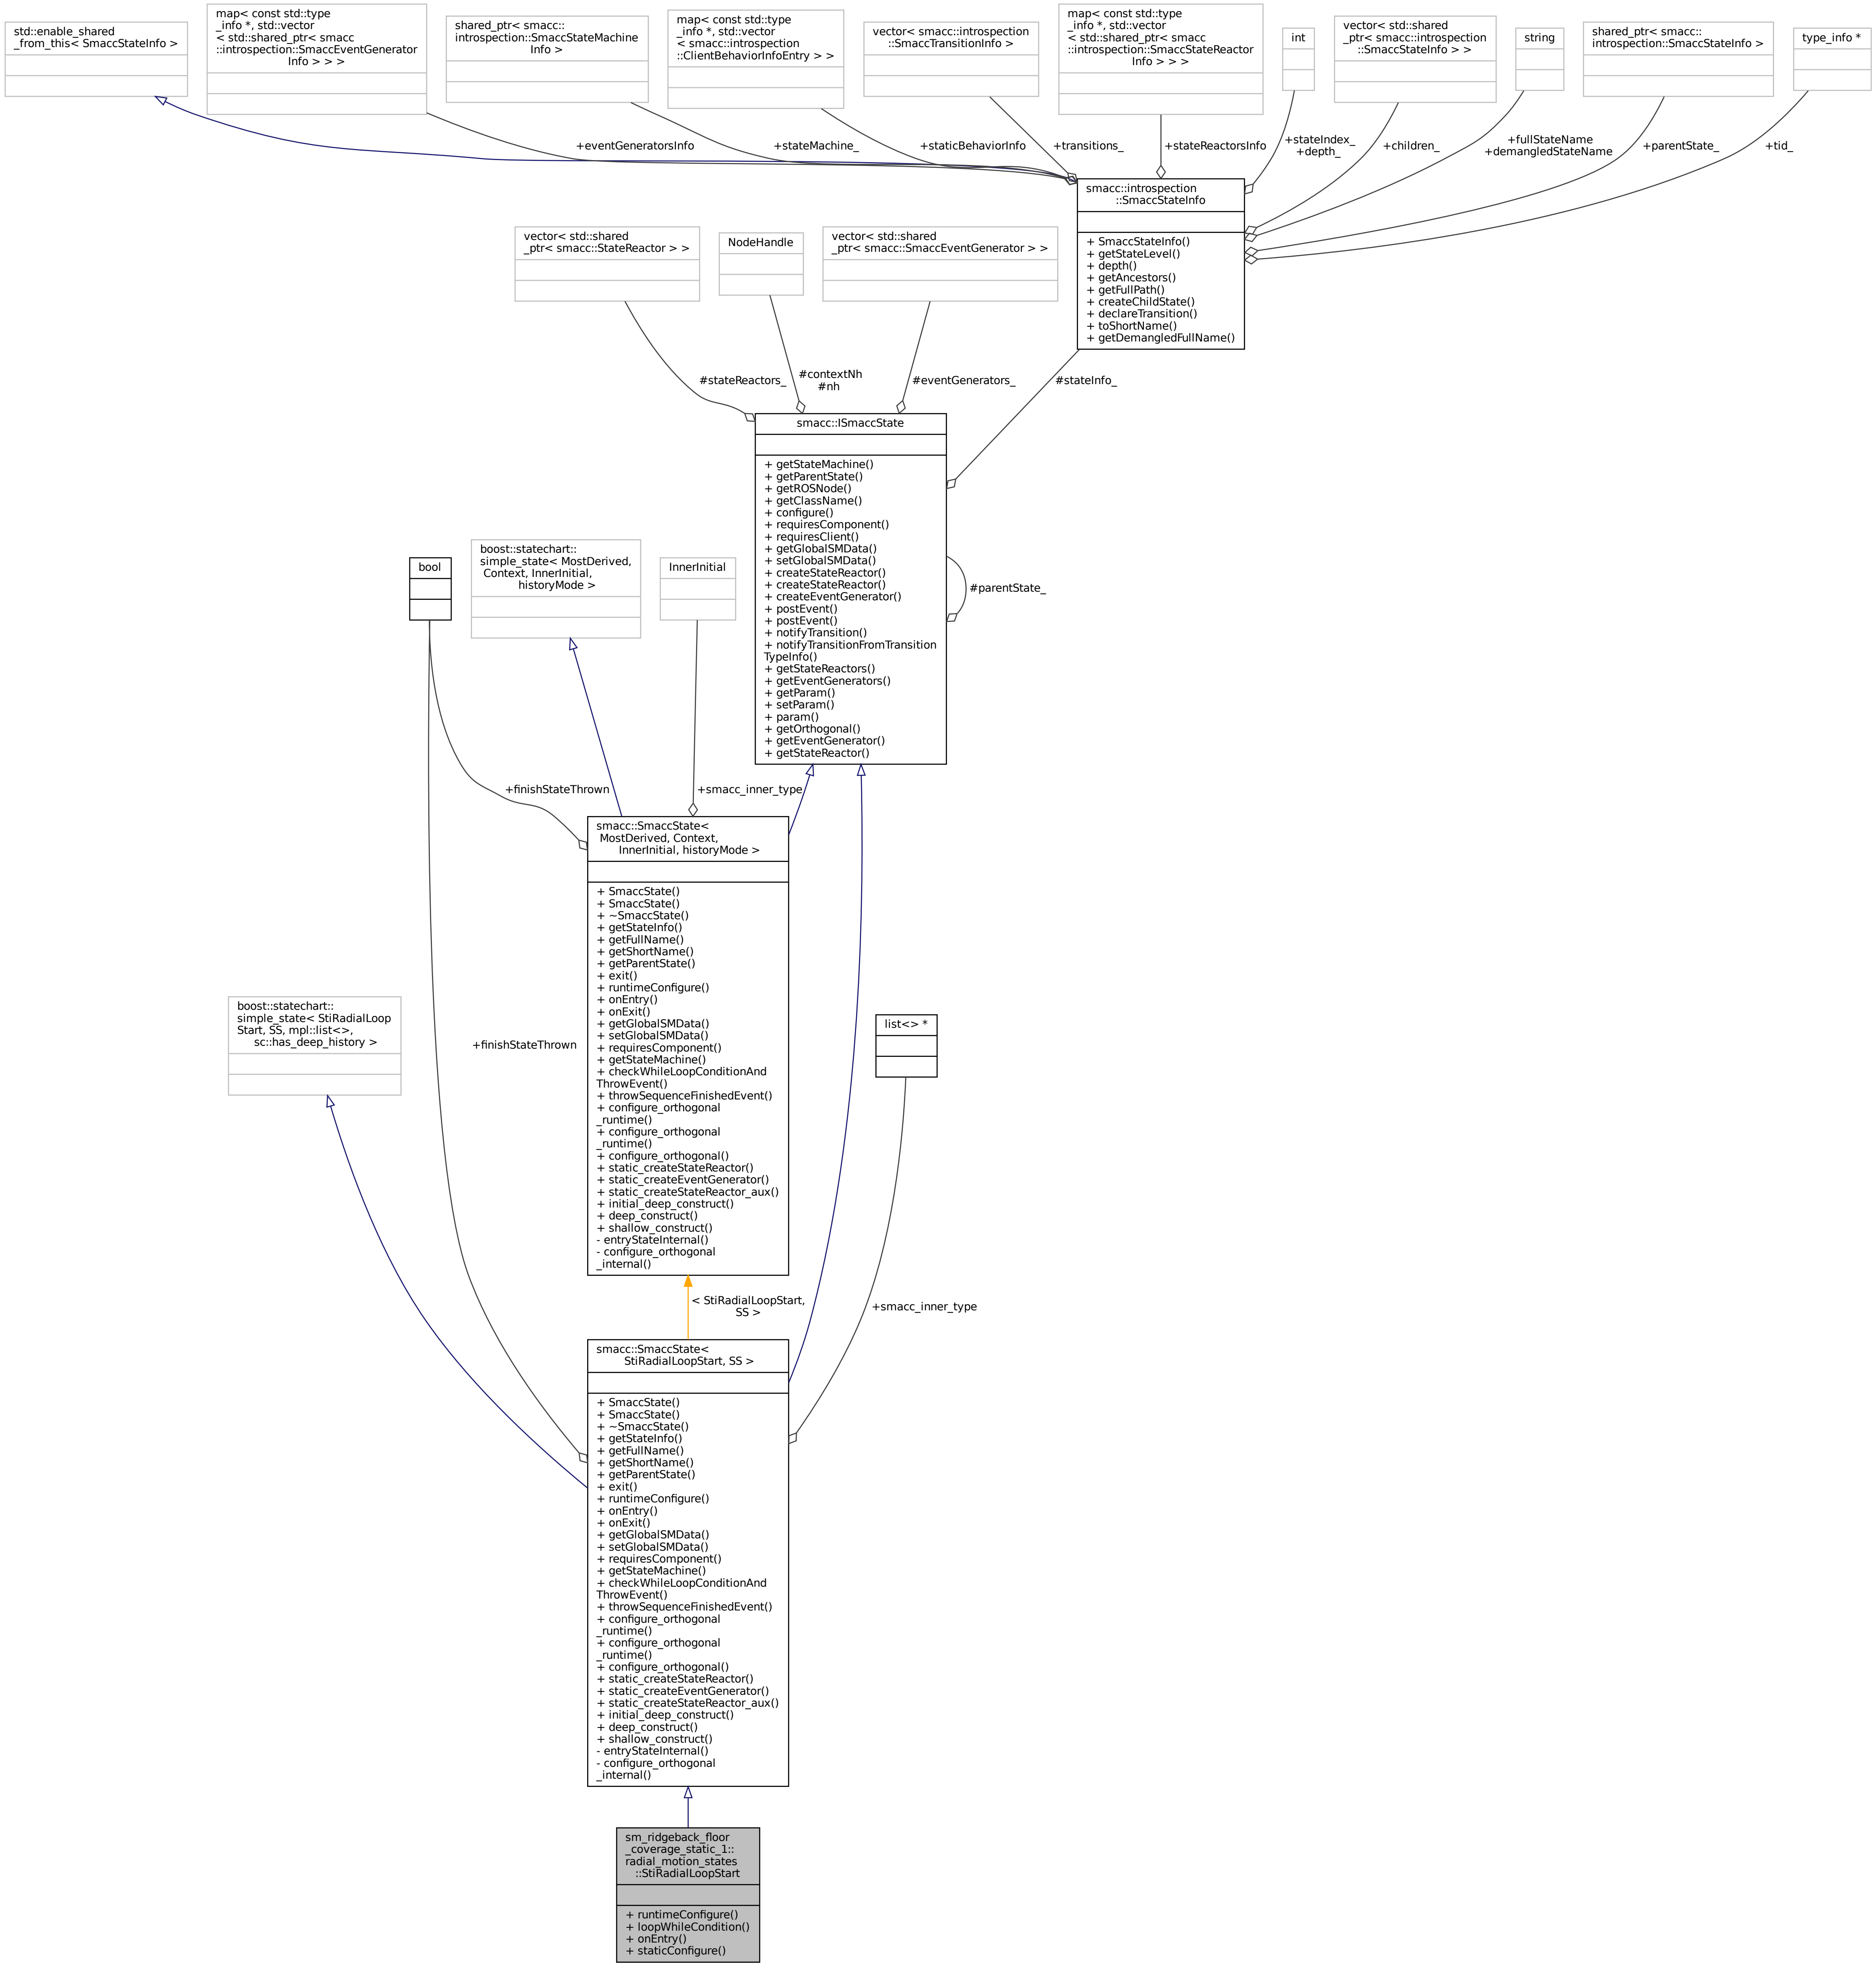 std::enable_shared
_from_this< SmaccStateInfo >
map< const std::type
_info *, std::vector
< std::shared_ptr< smacc
::introspection::SmaccEventGenerator
Info > > >
shared_ptr< smacc::
introspection::SmaccStateMachine
Info >
map< const std::type
_info *, std::vector
< smacc::introspection
::ClientBehaviorInfoEntry > >
vector< smacc::introspection
::SmaccTransitionInfo >
map< const std::type
_info *, std::vector
< std::shared_ptr< smacc
::introspection::SmaccStateReactor
Info > > >
int
vector< std::shared
_ptr< smacc::introspection
::SmaccStateInfo > >
string
shared_ptr< smacc::
introspection::SmaccStateInfo >
type_info *
+eventGeneratorsInfo
+stateMachine_
+staticBehaviorInfo
+transitions_
+stateReactorsInfo
+stateIndex_
+depth_
+children_
+fullStateName
+demangledStateName
+parentState_
+tid_
smacc::introspection
::SmaccStateInfo
+ SmaccStateInfo()
+ getStateLevel()
+ depth()
+ getAncestors()
+ getFullPath()
+ createChildState()
+ declareTransition()
+ toShortName()
+ getDemangledFullName()
vector< std::shared
_ptr< smacc::StateReactor > >
NodeHandle
vector< std::shared
_ptr< smacc::SmaccEventGenerator > >
#stateReactors_
#contextNh
#nh
#eventGenerators_
#stateInfo_
smacc::ISmaccState
+ getStateMachine()
+ getParentState()
+ getROSNode()
+ getClassName()
+ configure()
+ requiresComponent()
+ requiresClient()
+ getGlobalSMData()
+ setGlobalSMData()
+ createStateReactor()
+ createStateReactor()
+ createEventGenerator()
+ postEvent()
+ postEvent()
+ notifyTransition()
+ notifyTransitionFromTransition
TypeInfo()
+ getStateReactors()
+ getEventGenerators()
+ getParam()
+ setParam()
+ param()
+ getOrthogonal()
+ getEventGenerator()
+ getStateReactor()
#parentState_
bool
boost::statechart::
simple_state< MostDerived,
Context, InnerInitial,
historyMode >
InnerInitial
+finishStateThrown
+smacc_inner_type
smacc::SmaccState<
MostDerived, Context,
InnerInitial, historyMode >
+ SmaccState()
+ SmaccState()
+ ~SmaccState()
+ getStateInfo()
+ getFullName()
+ getShortName()
+ getParentState()
+ exit()
+ runtimeConfigure()
+ onEntry()
+ onExit()
+ getGlobalSMData()
+ setGlobalSMData()
+ requiresComponent()
+ getStateMachine()
+ checkWhileLoopConditionAnd
ThrowEvent()
+ throwSequenceFinishedEvent()
+ configure_orthogonal
_runtime()
+ configure_orthogonal
_runtime()
+ configure_orthogonal()
+ static_createStateReactor()
+ static_createEventGenerator()
+ static_createStateReactor_aux()
+ initial_deep_construct()
+ deep_construct()
+ shallow_construct()
- entryStateInternal()
- configure_orthogonal
_internal()
boost::statechart::
simple_state< StiRadialLoop
Start, SS, mpl::list<>,
sc::has_deep_history >
+finishStateThrown
list<> *
< StiRadialLoopStart,
SS >
+smacc_inner_type
smacc::SmaccState<
StiRadialLoopStart, SS >
+ SmaccState()
+ SmaccState()
+ ~SmaccState()
+ getStateInfo()
+ getFullName()
+ getShortName()
+ getParentState()
+ exit()
+ runtimeConfigure()
+ onEntry()
+ onExit()
+ getGlobalSMData()
+ setGlobalSMData()
+ requiresComponent()
+ getStateMachine()
+ checkWhileLoopConditionAnd
ThrowEvent()
+ throwSequenceFinishedEvent()
+ configure_orthogonal
_runtime()
+ configure_orthogonal
_runtime()
+ configure_orthogonal()
+ static_createStateReactor()
+ static_createEventGenerator()
+ static_createStateReactor_aux()
+ initial_deep_construct()
+ deep_construct()
+ shallow_construct()
- entryStateInternal()
- configure_orthogonal
_internal()
sm_ridgeback_floor
_coverage_static_1::
radial_motion_states
::StiRadialLoopStart
+ runtimeConfigure()
+ loopWhileCondition()
+ onEntry()
+ staticConfigure()